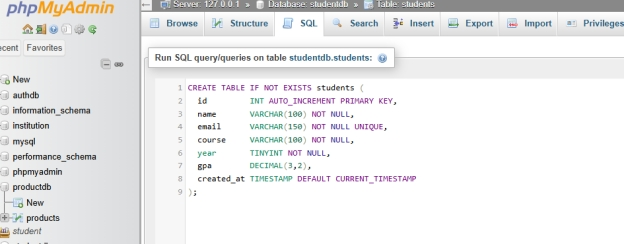 phpMyAdmin
Server: 127.0.0.1 » Database: studentdb » Table: students
Browse Structure SQL Search Insert Export Import Privileges
ecent Favorites
Run SQL query/queries on table studentdb.students:
New
authdb
information_schema
institution
mysql
performance_schema
phpmyadmin
productdb
New
products
student
1 CREATE TABLE IF NOT EXISTS students (
2 id INT AUTO_INCREMENT PRIMARY KEY,
3 name VARCHAR(100) NOT NULL,
4 email VARCHAR(150) NOT NULL UNIQUE,
5 course VARCHAR(100) NOT NULL,
6 year TINYINT NOT NULL,
7 gpa DECIMAL(3,2),
8 created_at TIMESTAMP DEFAULT CURRENT_TIMESTAMP
9 );